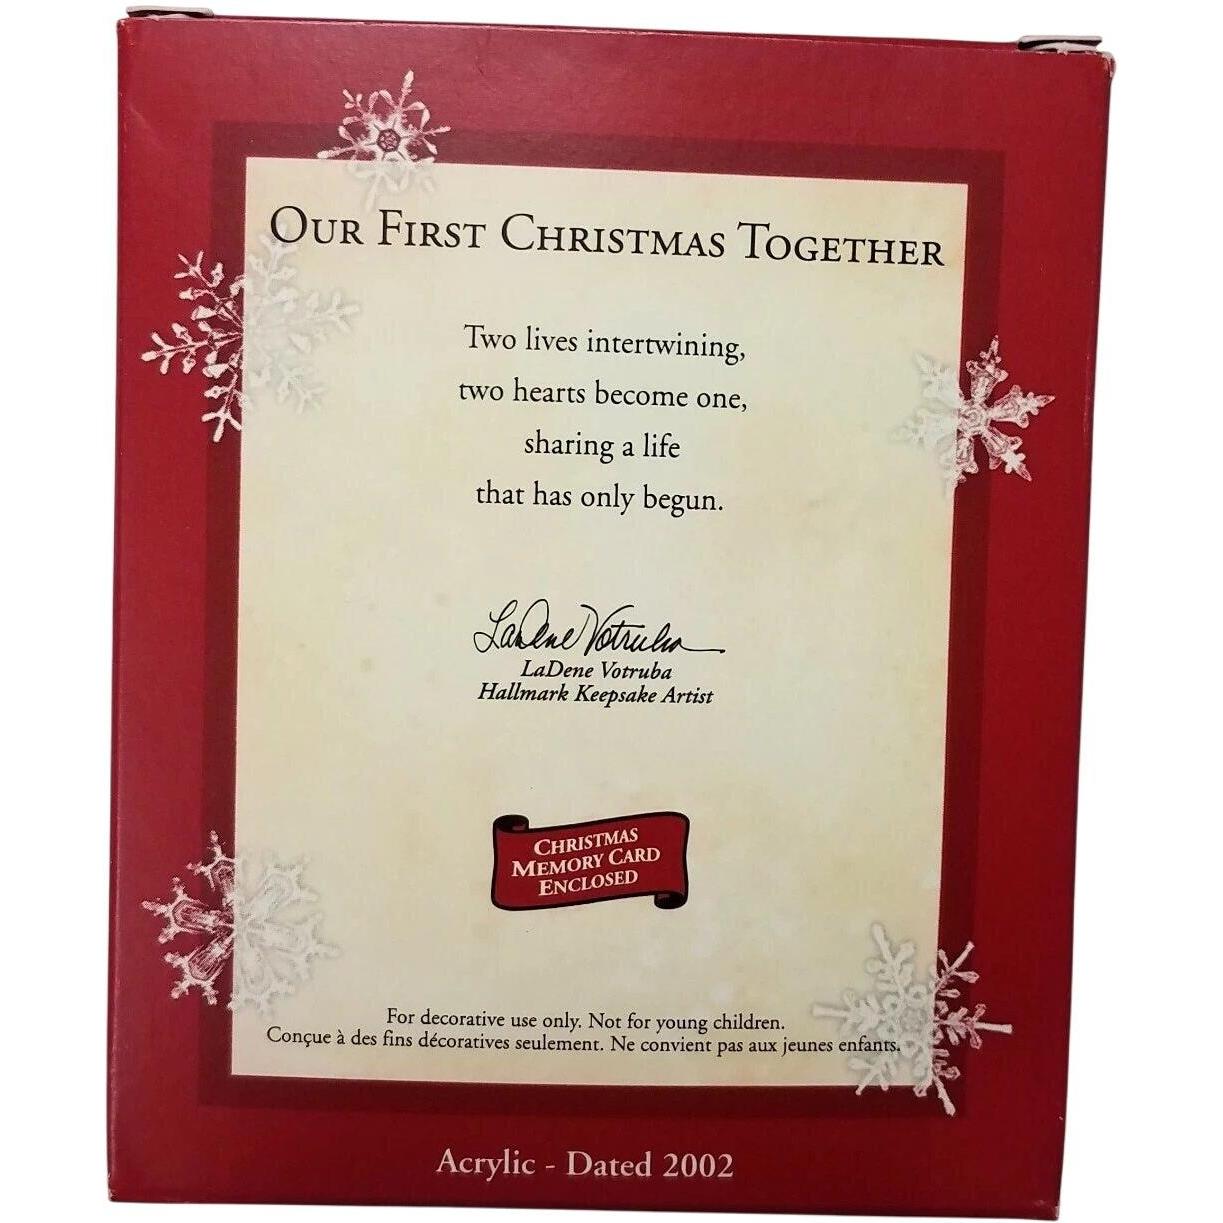 Our First Christmas Together
Two lives intertwining,
two hearts become one,
sharing a life
that has only begun.
LaDene Votruba
LaDene Votruba
Hallmark Keepsake Artist
Christmas
Memory Card
Enclosed
For decorative use only. Not for young children.
Conçue à des fins décoratives seulement. Ne convient pas aux jeunes enfants.
Acrylic - Dated 2002